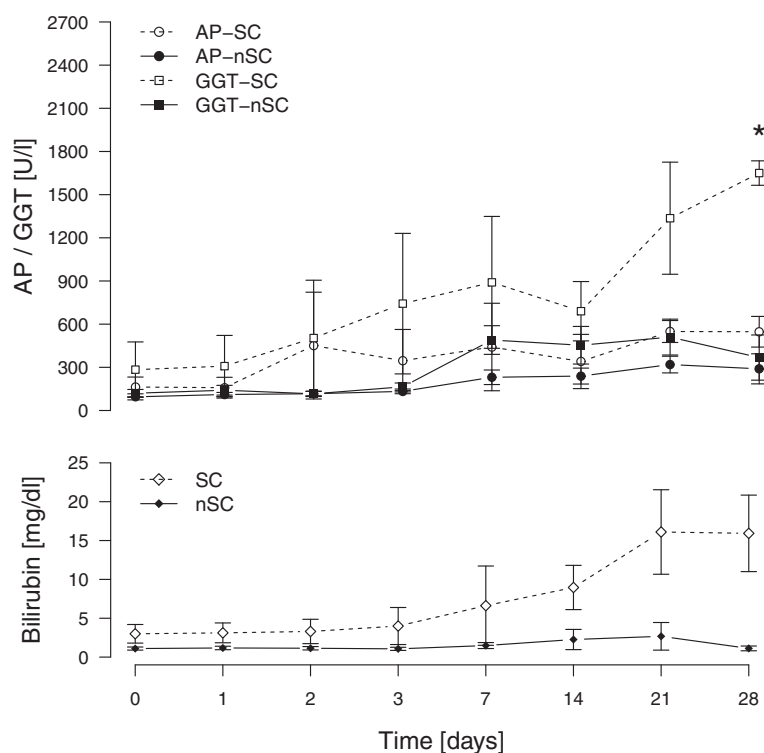 2700
2400
2100
1800
1500
1200
900
600
300
0
AP / GGT [U/l]
AP–SC
AP–nSC
GGT–SC
GGT–nSC
*
25
20
15
10
5
0
Bilirubin [mg/dl]
SC
nSC
0 1 2 3 7 14 21 28
Time [days]